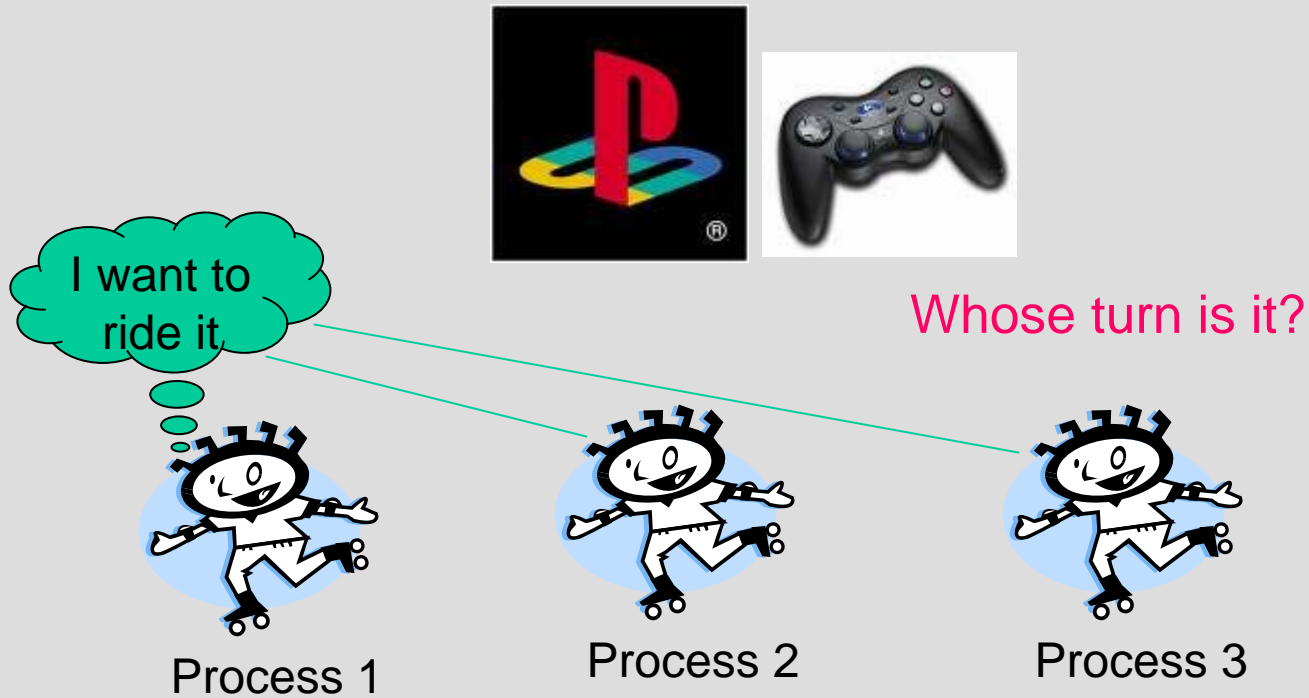 ®
I want to
ride it
Whose turn is it?
Process 1
Process 2
Process 3